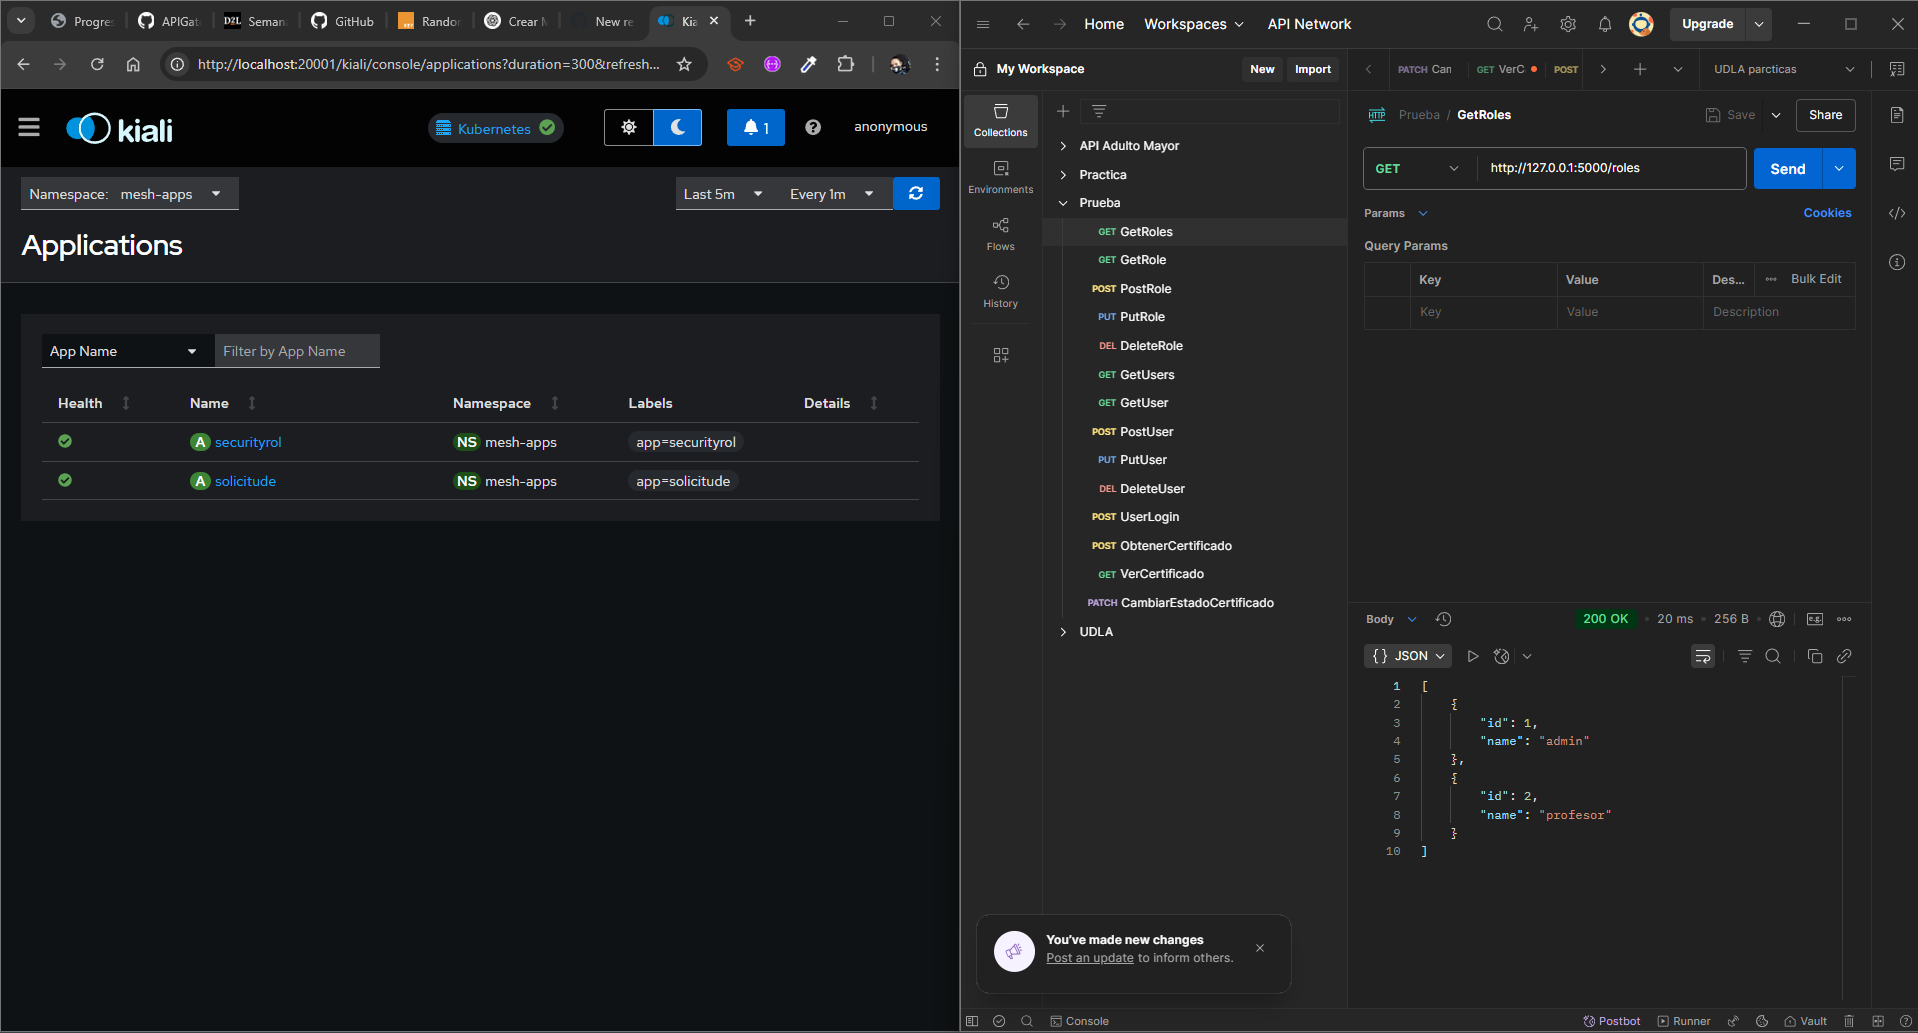 Progres
APIGat
D2L Seman
GitHub
Randor
Crear M
New re
Kia
http://localhost:20001/kiali/console/applications?duration=300&refresh...
kiali
Kubernetes
1
anonymous
Namespace: mesh-apps
Last 5m
Every 1m
Applications
App Name
Filter by App Name
Health Name Namespace Labels Details
A securityrol NS mesh-apps app=securityrol
A solicitude NS mesh-apps app=solicitude
Home Workspaces API Network
Upgrade
My Workspace
New Import
PATCH Can
GET VerC
POST
UDLA parcticas
Collections
Environments
Flows
History
API Adulto Mayor
Practica
Prueba
GET GetRoles
GET GetRole
POST PostRole
PUT PutRole
DEL DeleteRole
GET GetUsers
GET GetUser
POST PostUser
PUT PutUser
DEL DeleteUser
POST UserLogin
POST ObtenerCertificado
GET VerCertificado
PATCH CambiarEstadoCertificado
UDLA
HTTP Prueba / GetRoles
Save
Share
GET http://127.0.0.1:5000/roles
Send
Params
Cookies
Query Params
Key Value Des... Bulk Edit
Key Value Description
Body
200 OK • 20 ms • 256 B
e.g.
{} JSON
1 [
2 {
3 "id": 1,
4 "name": "admin"
5 },
6 {
7 "id": 2,
8 "name": "profesor"
9 }
10 ]
You've made new changes
Post an update to inform others.
Console
Postbot
Runner
Vault